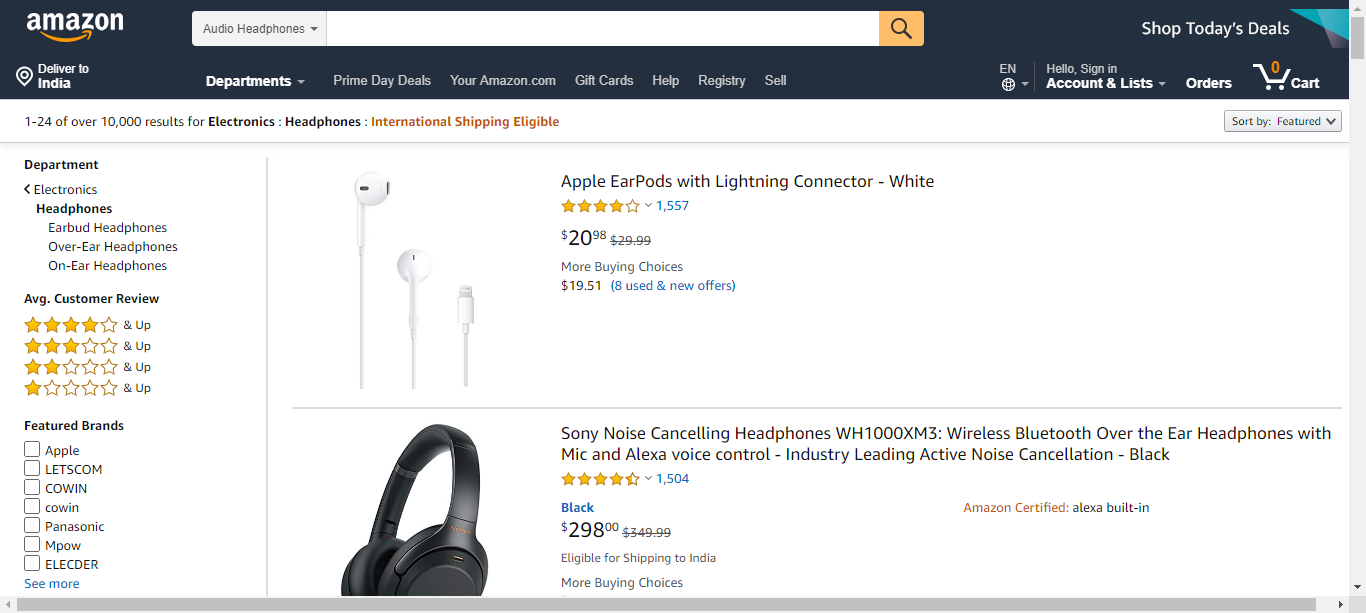 amazon
Audio Headphones
Shop Today's Deals
Deliver to
India
Departments
Prime Day Deals
Your Amazon.com
Gift Cards
Help
Registry
Sell
EN
Hello, Sign in
Account & Lists
Orders
0
Cart
1-24 of over 10,000 results for Electronics : Headphones : International Shipping Eligible
Sort by: Featured
Department
Electronics
Headphones
Earbud Headphones
Over-Ear Headphones
On-Ear Headphones
Avg. Customer Review
& Up
& Up
& Up
& Up
Featured Brands
Apple
LETSCOM
COWIN
cowin
Panasonic
Mpow
ELECDER
See more
Apple EarPods with Lightning Connector - White
1,557
$20.98 $29.99
More Buying Choices
$19.51 (8 used & new offers)
SONY
Sony Noise Cancelling Headphones WH1000XM3: Wireless Bluetooth Over the Ear Headphones with
Mic and Alexa voice control - Industry Leading Active Noise Cancellation - Black
1,504
Black
$298.00 $349.99
Eligible for Shipping to India
More Buying Choices
Amazon Certified: alexa built-in